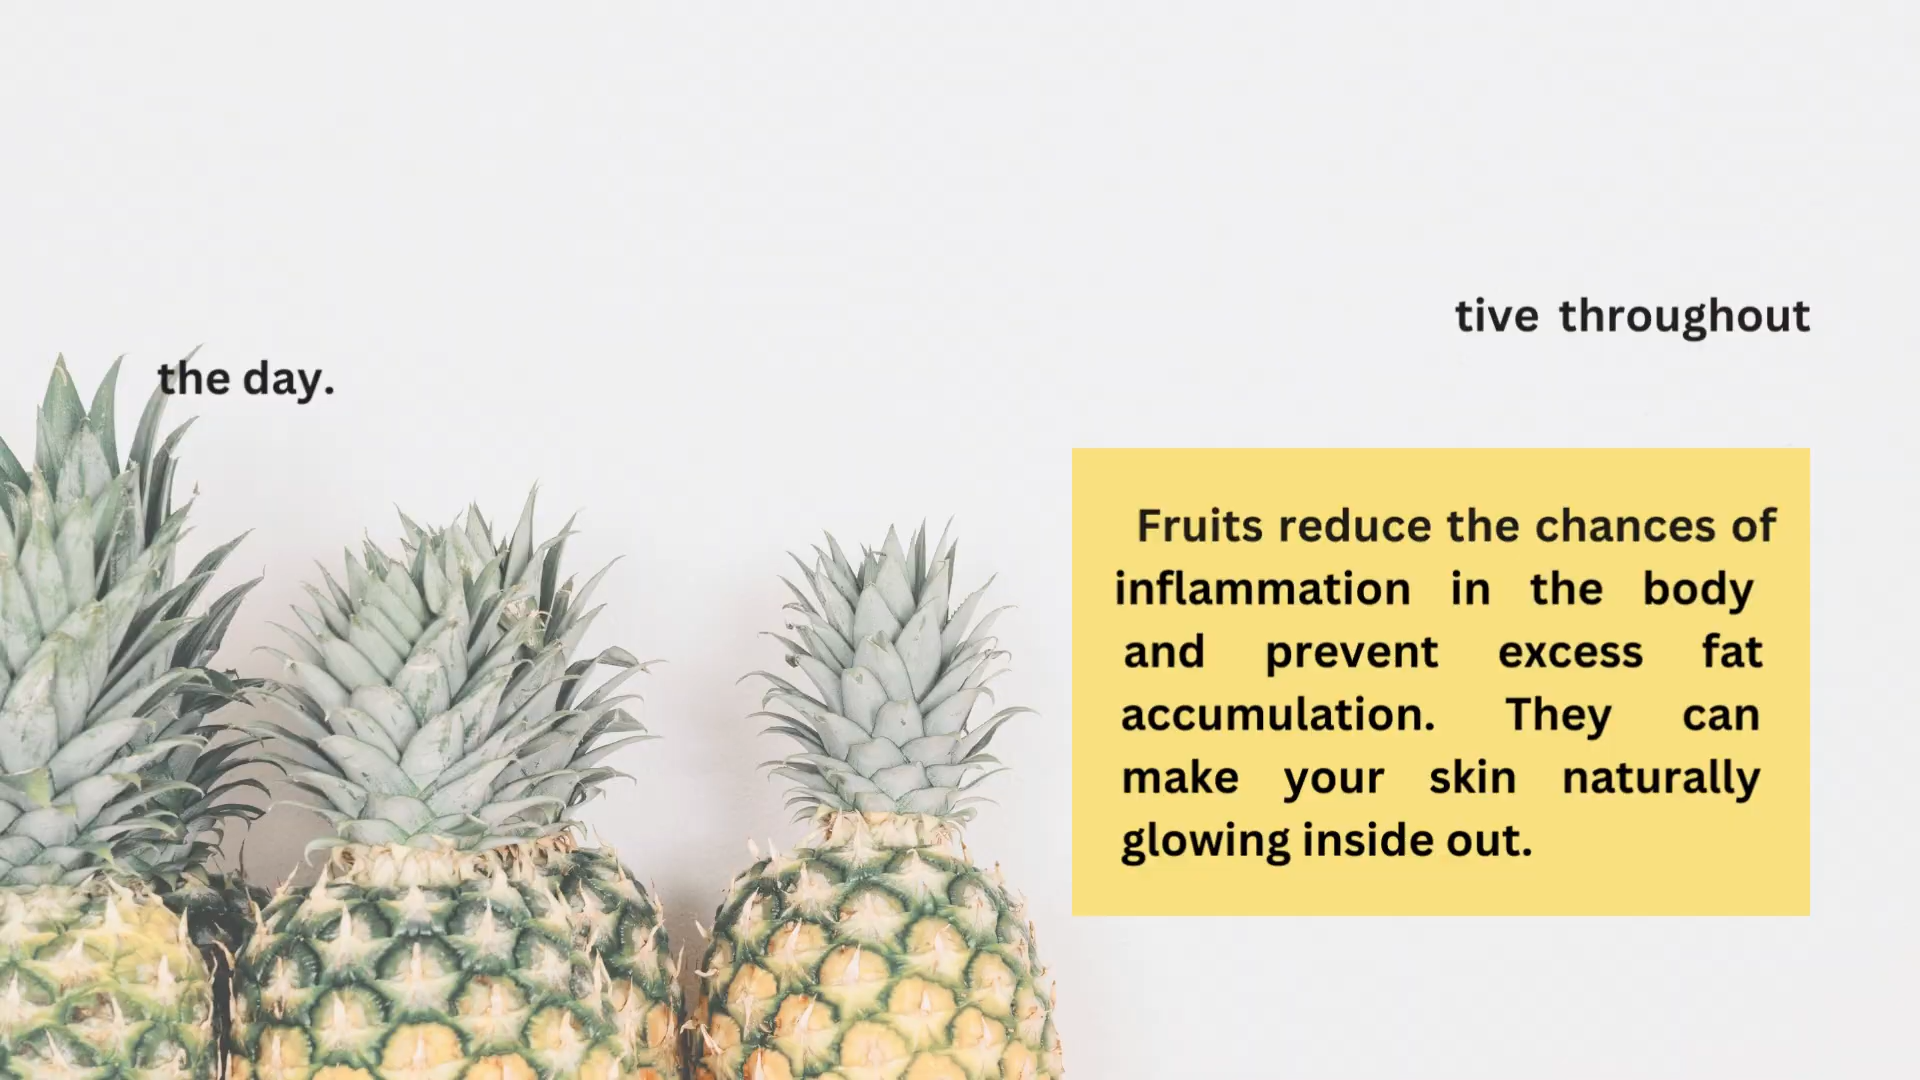 tive throughout
the day.
Fruits reduce the chances of
inflammation in the body
and prevent excess fat
accumulation. They can
make your skin naturally
glowing inside out.